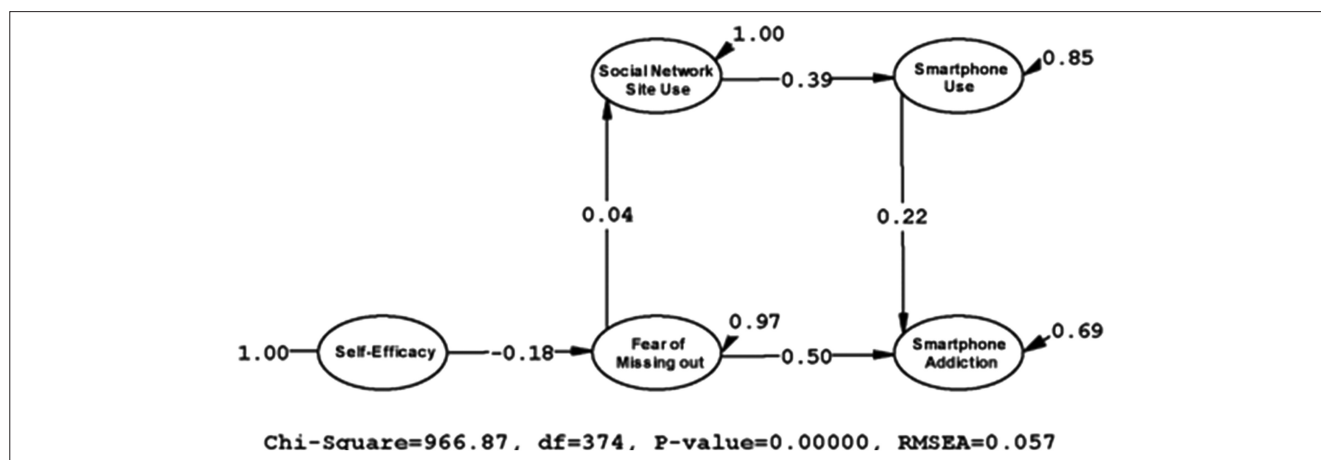 1.00
Social Network
Site Use
0.39
Smartphone
Use
0.85
0.04
0.22
1.00
Self-Efficacy
-0.18
Fear of
Missing out
0.97
0.50
Smartphone
Addiction
0.69
Chi-Square=966.87, df=374, P-value=0.00000, RMSEA=0.057